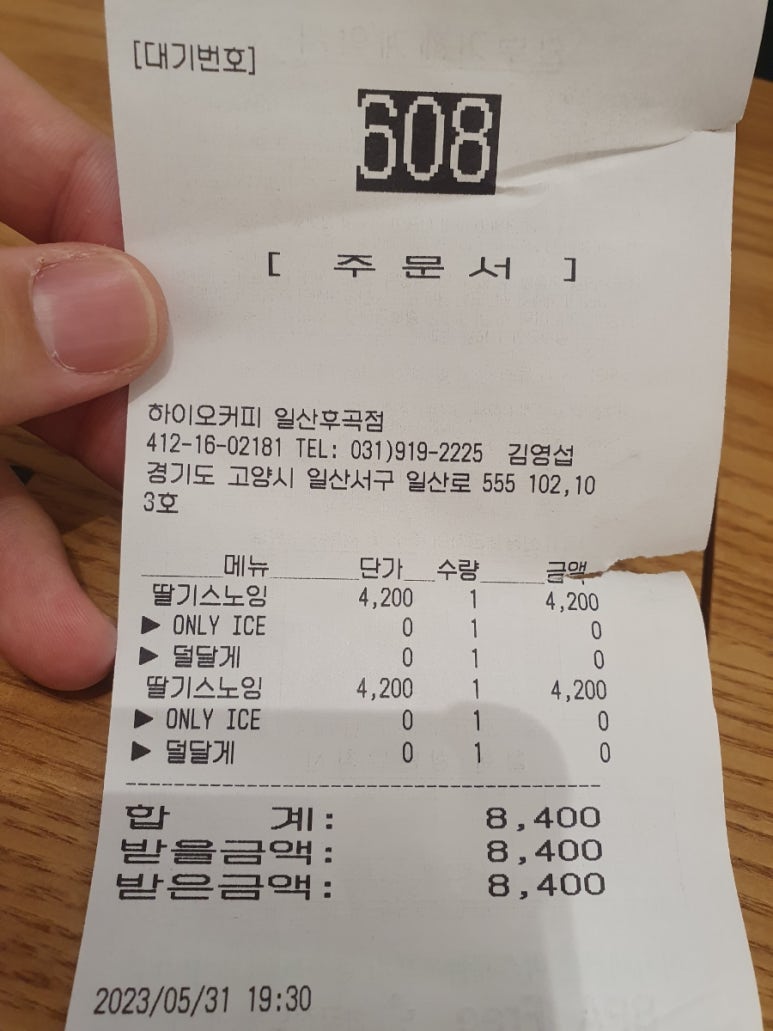 [대기번호]
608
[ 주 문 서 ]
하이오커피 일산후곡점
412-16-02181 TEL: 031)919-2225 김영섭
경기도 고양시 일산서구 일산로 555 102,10
3호
메뉴 단가 수량 금액
딸기스노잉 4,200 1 4,200
▶ ONLY ICE 0 1 0
▶ 덜달게 0 1 0
딸기스노잉 4,200 1 4,200
▶ ONLY ICE 0 1 0
▶ 덜달게 0 1 0
합 계: 8,400
받을금액: 8,400
받은금액: 8,400
2023/05/31 19:30